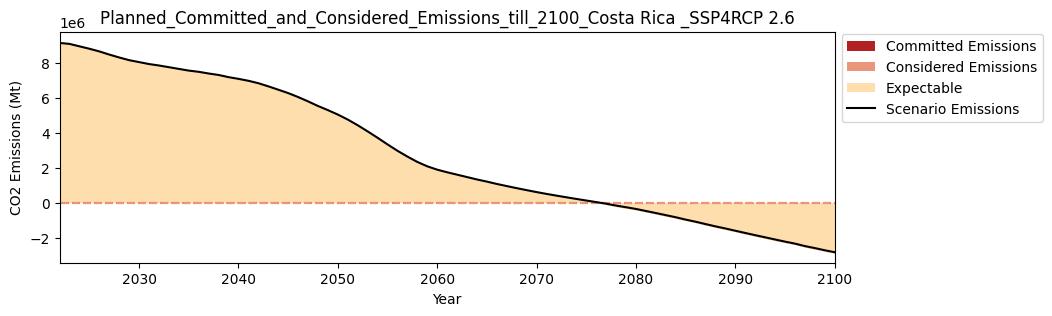 Planned_Committed_and_Considered_Emissions_till_2100_Costa Rica _SSP4RCP 2.6
1e6
8
6
4
2
0
−2
CO2 Emissions (Mt)
2030 2040 2050 2060 2070 2080 2090 2100
Year
Committed Emissions
Considered Emissions
Expectable
Scenario Emissions